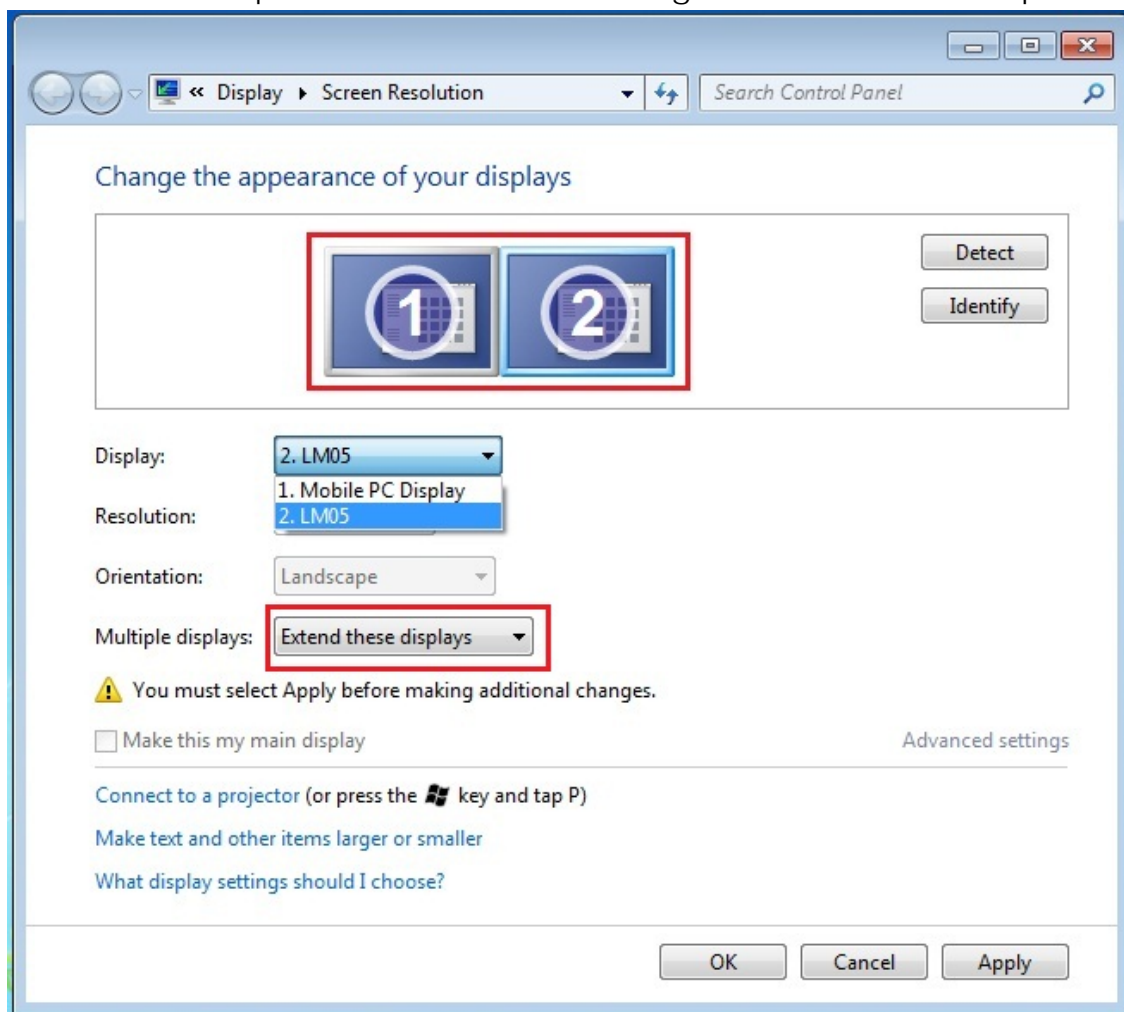 « Display ▸ Screen Resolution
Search Control Panel
Change the appearance of your displays
1
2
Detect
Identify
Display:
2. LM05
1. Mobile PC Display
2. LM05
Resolution:
Orientation:
Landscape
Multiple displays:
Extend these displays
You must select Apply before making additional changes.
Make this my main display
Advanced settings
Connect to a projector (or press the key and tap P)
Make text and other items larger or smaller
What display settings should I choose?
OK
Cancel
Apply